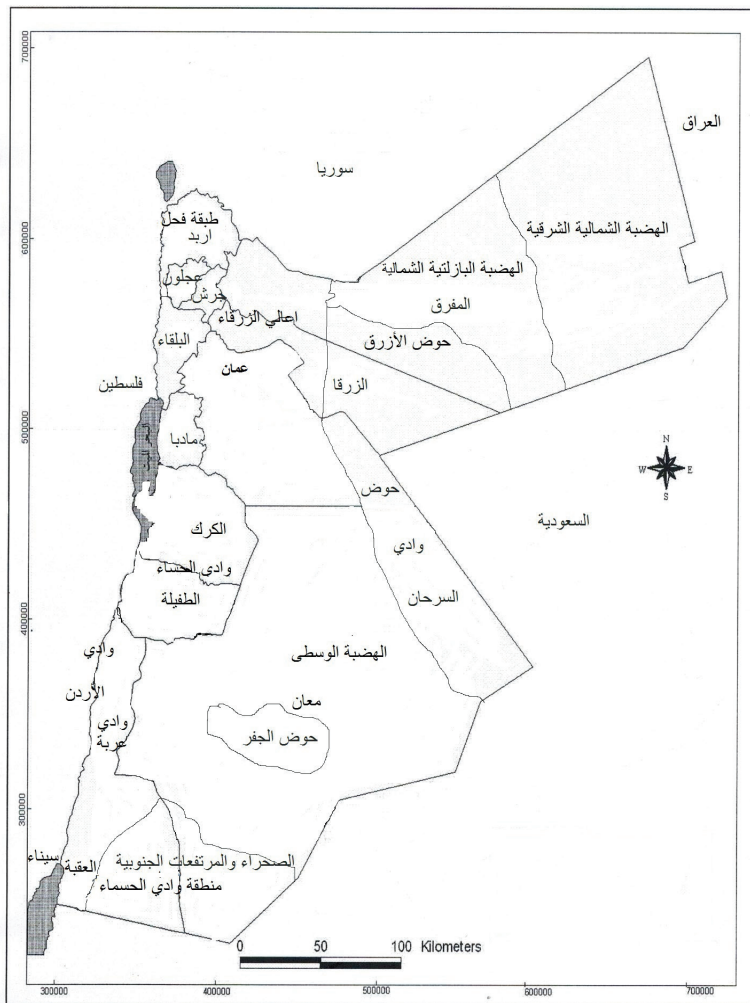 700000
العراق
سوريا
طبقة فحل
اربد
الهضبة الشمالية الشرقية
600000
الهضبة البازلتية الشمالية
عجلون
جرش
المفرق
اعالي الزرقاء
البلقاء
حوض الأزرق
عمان
الزرقا
فلسطين
500000
مادبا
البحر الميت
N
W
E
S
حوض
السعودية
الكرك
وادي
وادي الحساء
السرحان
الطفيلة
400000
وادي
الهضبة الوسطى
الأردن
معان
وادي
عربة
حوض الجفر
300000
سيناء
العقبة
الصحراء والمرتفعات الجنوبية
منطقة وادي الحسماء
0 50 100 Kilometers
300000 400000 500000 600000 700000